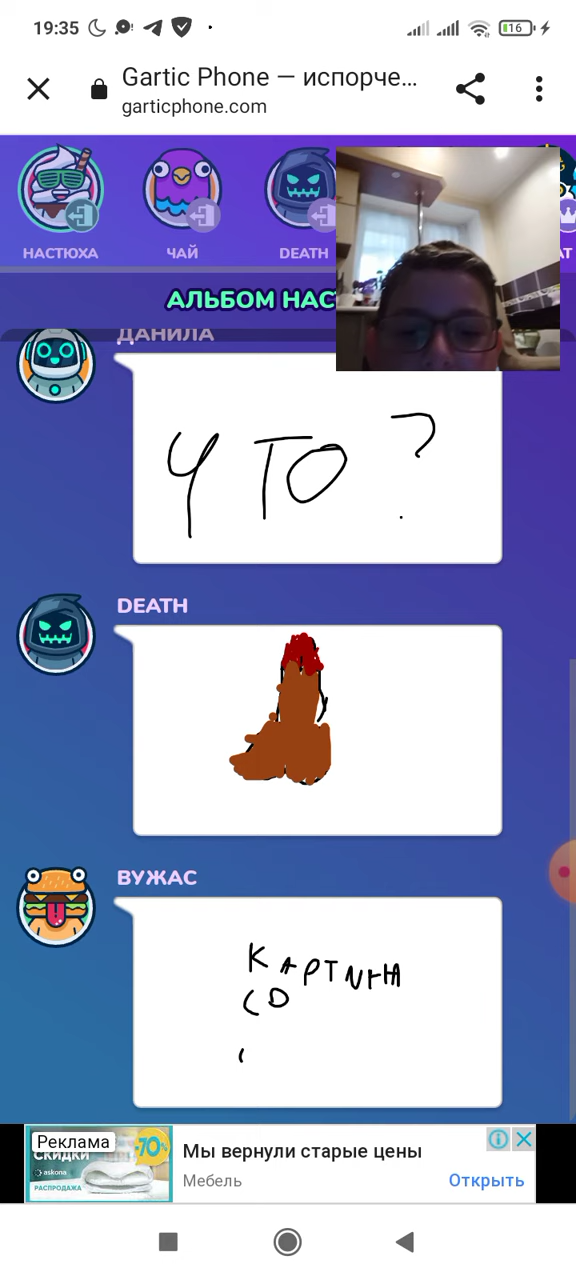 19:35
16
Gartic Phone — испорче...
garticphone.com
НАСТЮХА
ЧАЙ
DEATH
АЛЬБОМ НАСТ
ДАНИЛА
ЧТО?
DEATH
ВУЖАС
КАРТИНА
СО
Реклама
СКИДКИ
-70%
askona
РАСПРОДАЖА
Мы вернули старые цены
Мебель
Открыть